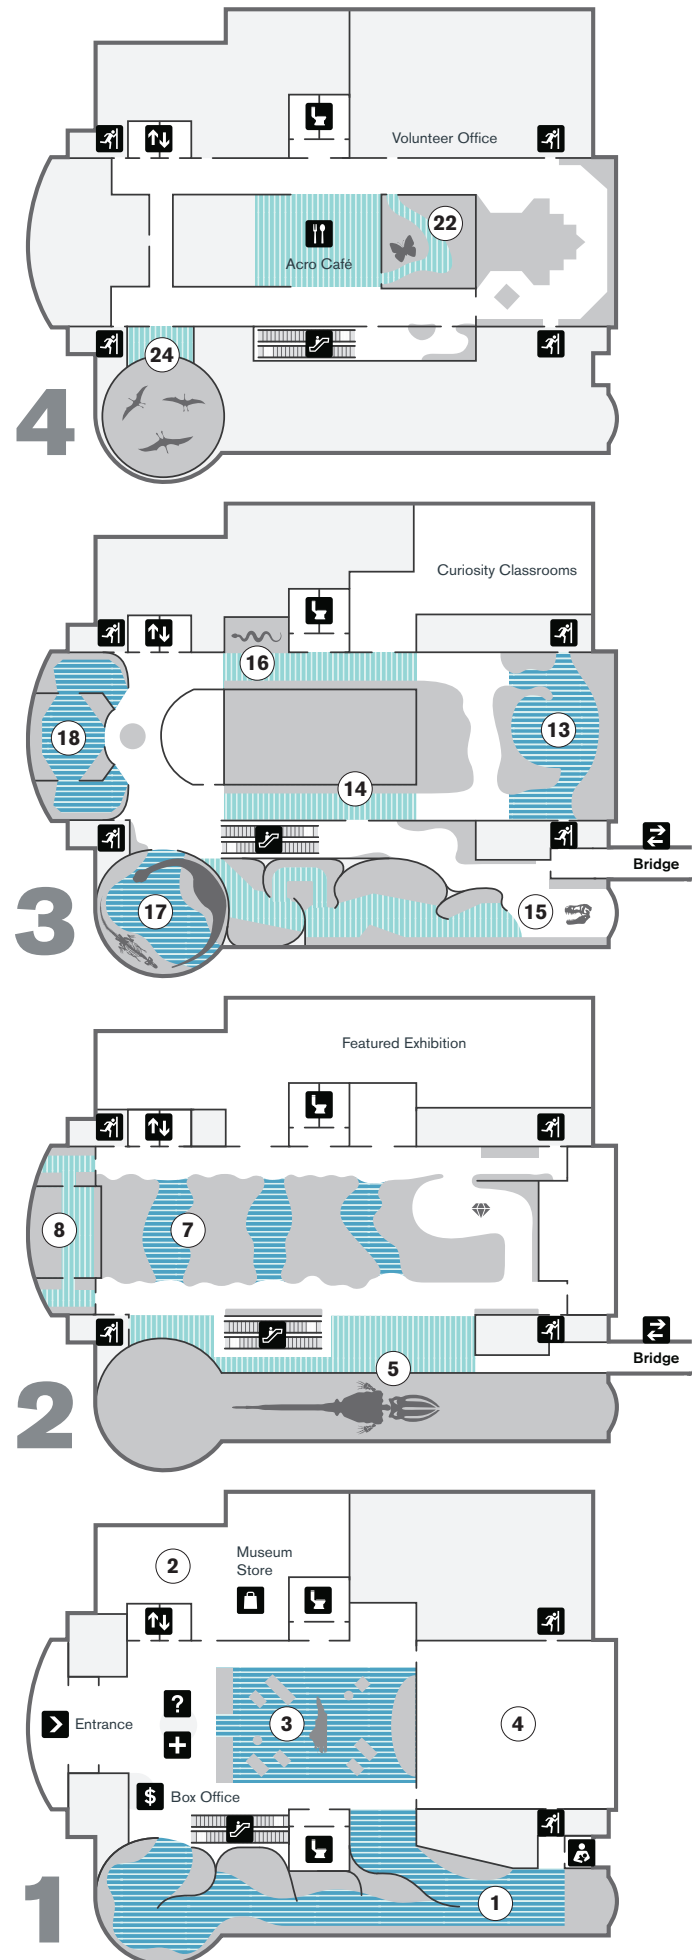 Volunteer Office
22
Acro Café
24
4
Curiosity Classrooms
16
18
13
14
Bridge
17
15
3
Featured Exhibition
8
7
Bridge
5
2
2
Museum
Store
?
Entrance
3
4
$
Box Office
1
1